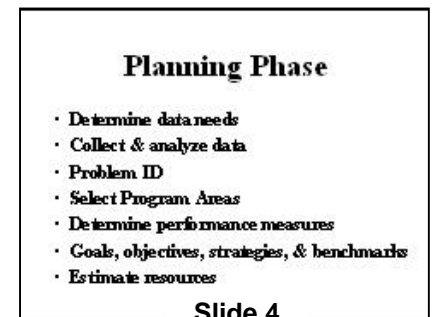 Planning Phase
· Determine data needs
· Collect & analyze data
· Problem ID
· Select Program Areas
· Determine performance measures
· Goals, objectives, strategies, & benchmarks
· Estimate resources
Slide 4